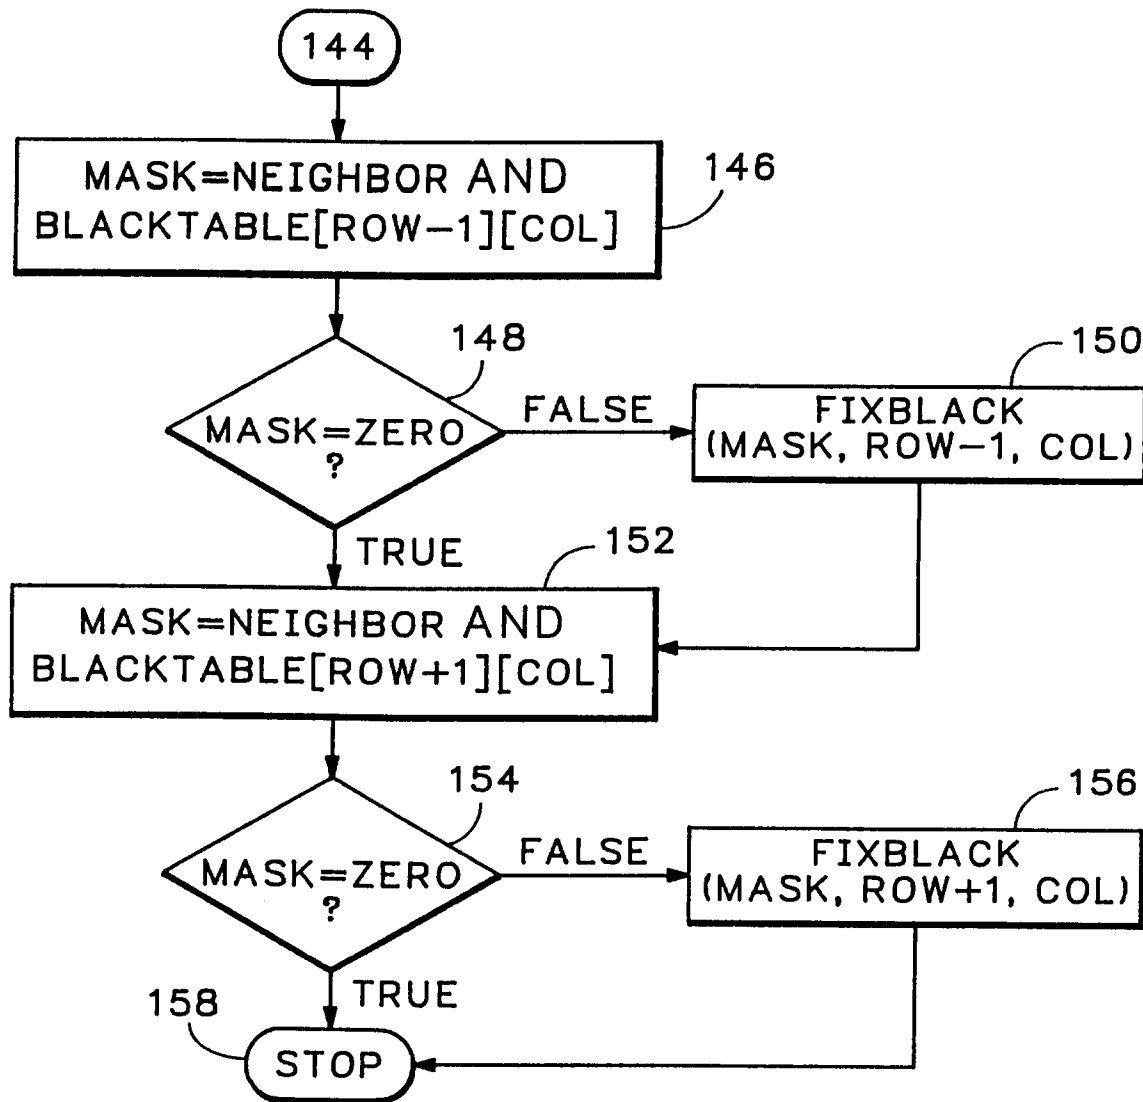 144
MASK=NEIGHBOR AND
BLACKTABLE[ROW−1][COL]
146
148
MASK=ZERO
?
FALSE
150
FIXBLACK
(MASK, ROW−1, COL)
TRUE
152
MASK=NEIGHBOR AND
BLACKTABLE[ROW+1][COL]
154
MASK=ZERO
?
FALSE
156
FIXBLACK
(MASK, ROW+1, COL)
TRUE
158
STOP